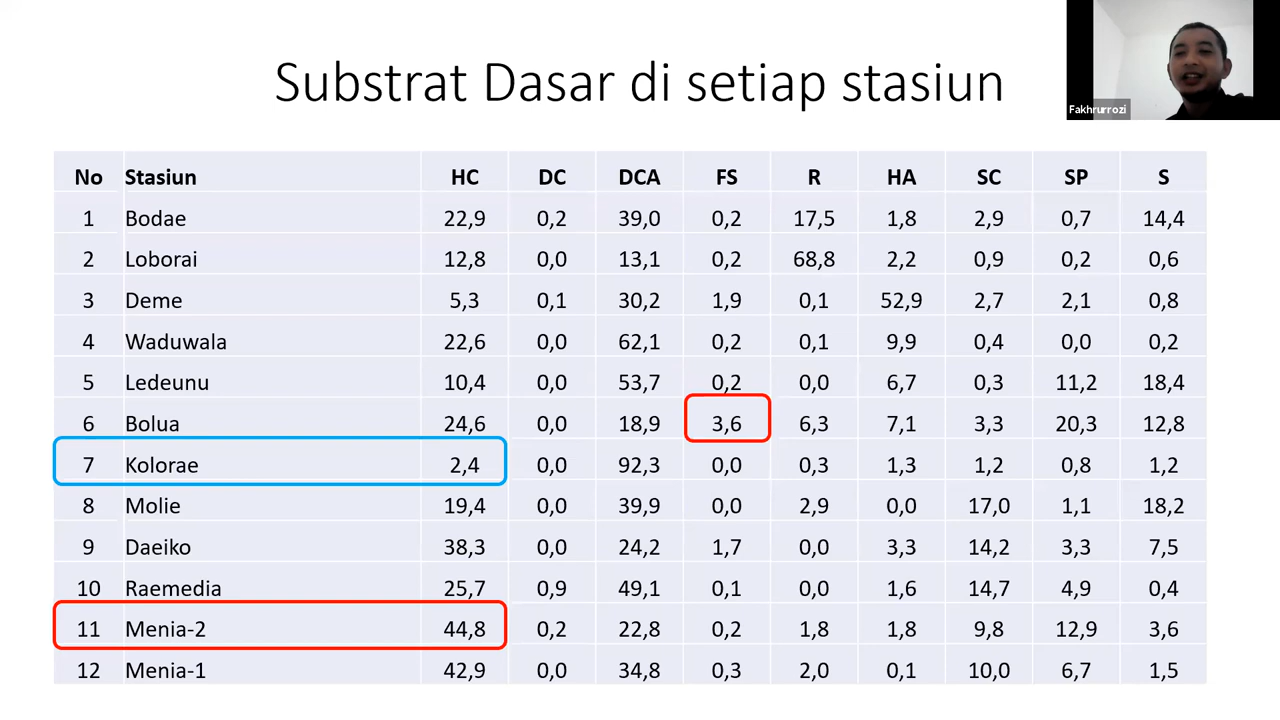 Substrat Dasar di setiap stasiun
Fakhrurrozi
No Stasiun HC DC DCA FS R HA SC SP S
1 Bodae 22,9 0,2 39,0 0,2 17,5 1,8 2,9 0,7 14,4
2 Loborai 12,8 0,0 13,1 0,2 68,8 2,2 0,9 0,2 0,6
3 Deme 5,3 0,1 30,2 1,9 0,1 52,9 2,7 2,1 0,8
4 Waduwala 22,6 0,0 62,1 0,2 0,1 9,9 0,4 0,0 0,2
5 Ledeunu 10,4 0,0 53,7 0,2 0,0 6,7 0,3 11,2 18,4
6 Bolua 24,6 0,0 18,9 3,6 6,3 7,1 3,3 20,3 12,8
7 Kolorae 2,4 0,0 92,3 0,0 0,3 1,3 1,2 0,8 1,2
8 Molie 19,4 0,0 39,9 0,0 2,9 0,0 17,0 1,1 18,2
9 Daeiko 38,3 0,0 24,2 1,7 0,0 3,3 14,2 3,3 7,5
10 Raemedia 25,7 0,9 49,1 0,1 0,0 1,6 14,7 4,9 0,4
11 Menia-2 44,8 0,2 22,8 0,2 1,8 1,8 9,8 12,9 3,6
12 Menia-1 42,9 0,0 34,8 0,3 2,0 0,1 10,0 6,7 1,5